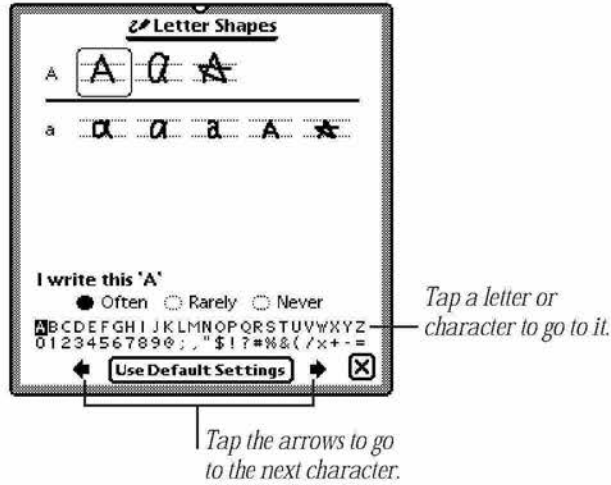 Letter Shapes
A A a A
a a a a A A
I write this 'A'
Often Rarely Never
ABCDEFGHIJKLMNOPQRSTUVWXYZ
0123456789@;,"$!?#%&(/x+-=
Use Default Settings
Tap a letter or
character to go to it.
Tap the arrows to go
to the next character.